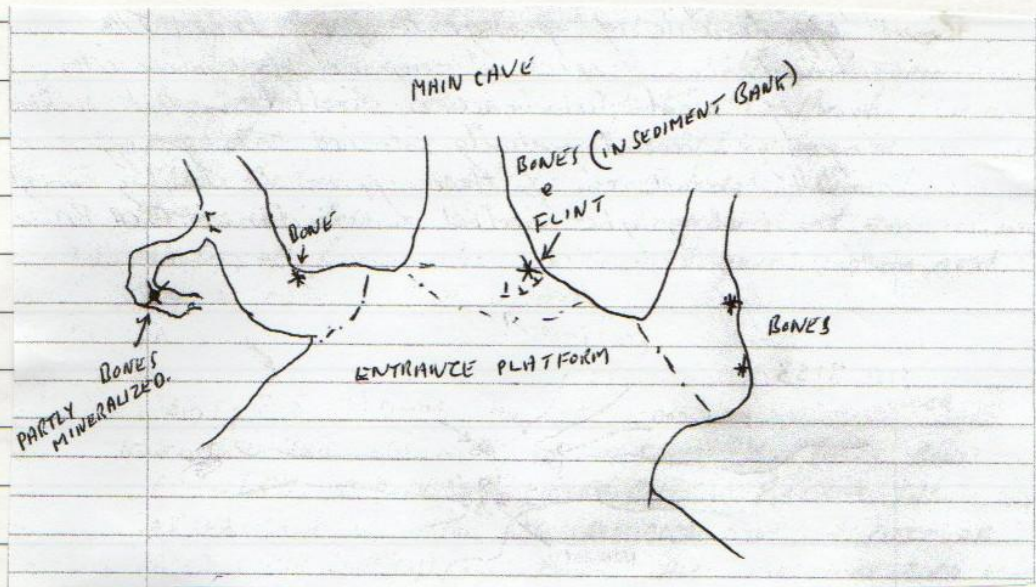 MAIN CAVE
BONES (IN SEDIMENT BANK)
&
FLINT
BONE
BONES
ENTRANCE PLATFORM
BONES
PARTLY
MINERALIZED.